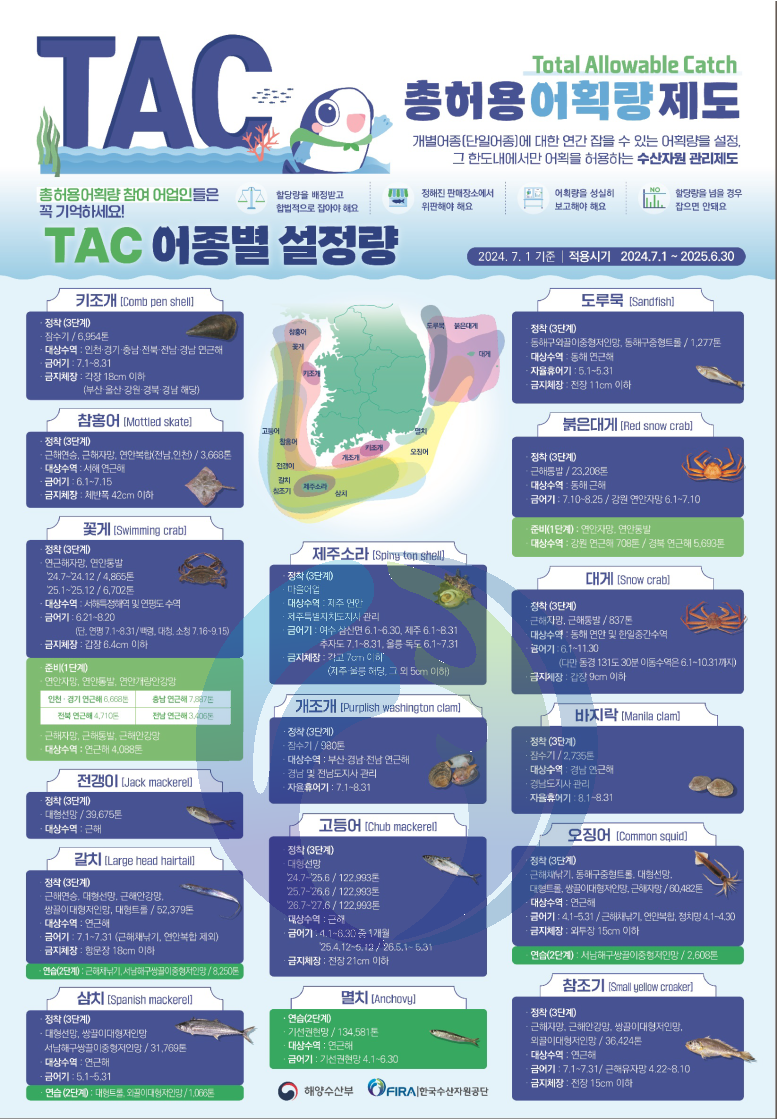 TAC
Total Allowable Catch
총허용어획량 제도
개별어종(단일어종)에 대한 연간 잡을 수 있는 어획량을 설정,
그 한도내에서만 어획을 허용하는 수산자원 관리제도
총허용어획량 참여 어업인들은
꼭 기억하세요!
할당량을 배정받고
합법적으로 잡아야 해요
정해진 판매장소에서
위판해야 해요
어획량을 성실히
보고해야 해요
NO
할당량을 넘을 경우
잡으면 안돼요
TAC 어종별 설정량
2024. 7. 1 기준 | 적용시기 2024.7.1 ~ 2025.6.30
키조개 [Comb pen shell]
· 정착 (3단계)
· 잠수기 / 6,954톤
· 대상수역 : 인천·경기·충남·전북·전남·경남 연근해
· 금어기 : 7.1~8.31
· 금지체장 : 각장 18cm 이하
(부산·울산·강원·경북·경남 해당)
참홍어 [Mottled skate]
· 정착 (3단계)
· 근해연승, 근해자망, 연안복합(전남,인천) / 3,668톤
· 대상수역 : 서해 연근해
· 금어기 : 6.1~7.15
· 금지체장 : 체반폭 42cm 이하
꽃게 [Swimming crab]
· 정착 (3단계)
· 연근해자망, 연안통발
'24.7~'24.12 / 4,865톤
'25.1~'25.12 / 6,702톤
· 대상수역 : 서해특정해역 및 연평도 수역
· 금어기 : 6.21~8.20
(단, 연평 7.1~8.31/ 백령, 대청, 소청 7.16~9.15)
· 금지체장 : 갑장 6.4cm 이하
· 준비(1단계)
· 연안자망, 연안통발, 연안개량안강망
인천·경기 연근해 6,668톤
충남 연근해 7,887톤
전북 연근해 4,710톤
전남 연근해 3,406톤
· 근해자망, 근해통발, 근해안강망
· 대상수역 : 연근해 4,088톤
전갱이 [Jack mackerel]
· 정착 (3단계)
· 대형선망 / 39,675톤
· 대상수역 : 근해
갈치 [Large head hairtail]
· 정착 (3단계)
· 근해연승, 대형선망, 근해안강망,
쌍끌이대형저인망, 대형트롤 / 52,379톤
· 대상수역 : 연근해
· 금어기 : 7.1~7.31 (근해채낚기, 연안복합 제외)
· 금지체장 : 항문장 18cm 이하
· 연습(2단계) : 근해채낚기, 서남해구쌍끌이중형저인망 / 8,250톤
삼치 [Spanish mackerel]
· 정착 (3단계)
· 대형선망, 쌍끌이대형저인망
서남해구쌍끌이중형저인망 / 31,769톤
· 대상수역 : 연근해
· 금어기 : 5.1~5.31
· 연습 (2단계) : 대형트롤, 외끌이대형저인망 / 1,066톤
참홍어
꽃게
키조개
고등어
참홍어
전갱이
갈치
참조기
제주소라
삼치
개조개
키조개
멸치
오징어
도루묵
붉은대게
대게
제주소라 [Spiny top shell]
· 정착 (3단계)
· 마을어업
· 대상수역 : 제주 연안
· 제주특별자치도지사 관리
· 금어기 : 여수 삼산면 6.1~6.30, 제주 6.1~8.31
추자도 7.1~8.31, 울릉·독도 6.1~7.31
· 금지체장 : 각고 7cm 이하
(제주·울릉 해당, 그 외 5cm 이하)
개조개 [Purplish washington clam]
· 정착 (3단계)
· 잠수기 / 980톤
· 대상수역 : 부산·경남·전남 연근해
· 경남 및 전남도지사 관리
· 자율휴어기 : 7.1~8.31
고등어 [Chub mackerel]
· 정착 (3단계)
· 대형선망
'24.7~'25.6 / 122,993톤
'25.7~'26.6 / 122,993톤
'26.7~'27.6 / 122,993톤
· 대상수역 : 근해
· 금어기 : 4.1~6.30 중 1개월
· 금지체장 : 전장 21cm 이하
멸치 [Anchovy]
· 연습(2단계)
· 기선권현망 / 134,581톤
· 대상수역 : 연근해
· 금어기 : 기선권현망 4.1~6.30
도루묵 [Sandfish]
· 정착 (3단계)
· 동해구외끌이중형저인망, 동해구중형트롤 / 1,277톤
· 대상수역 : 동해 연근해
· 자율휴어기 : 5.1~5.31
· 금지체장 : 전장 11cm 이하
붉은대게 [Red snow crab]
· 정착 (3단계)
· 근해통발 / 23,208톤
· 대상수역 : 동해 근해
· 금어기 : 7.10~8.25 / 강원 연안자망 6.1~7.10
· 준비(1단계) : 연안자망, 연안통발
· 대상수역 : 강원 연근해 708톤 / 경북 연근해 5,693톤
대게 [Snow crab]
· 정착 (3단계)
· 근해자망, 근해통발 / 837톤
· 대상수역 : 동해 연안 및 한일중간수역
· 금어기 : 6.1~11.30
(다만 동경 131도 30분 이동수역은 6.1~10.31까지)
· 금지체장 : 갑장 9cm 이하
바지락 [Manila clam]
· 정착 (3단계)
· 잠수기 / 2,735톤
· 대상수역 : 경남 연근해
· 경남도지사 관리
· 자율휴어기 : 8.1~8.31
오징어 [Common squid]
· 정착 (3단계)
· 근해채낚기, 동해구중형트롤, 대형선망,
대형트롤, 쌍끌이대형저인망, 근해자망 / 60,482톤
· 대상수역 : 연근해
· 금어기 : 4.1~5.31 / 근해채낚기, 연안복합, 정치망 4.1~4.30
· 금지체장 : 외투장 15cm 이하
· 연습(2단계) : 서남해구쌍끌이중형저인망 / 2,608톤
참조기 [Small yellow croaker]
· 정착 (3단계)
· 근해자망, 근해안강망, 쌍끌이대형저인망,
외끌이대형저인망 / 36,424톤
· 대상수역 : 연근해
· 금어기 : 7.1~7.31/ 근해유자망 4.22~8.10
· 금지체장 : 전장 15cm 이하
해양수산부
FIRA 한국수산자원공단